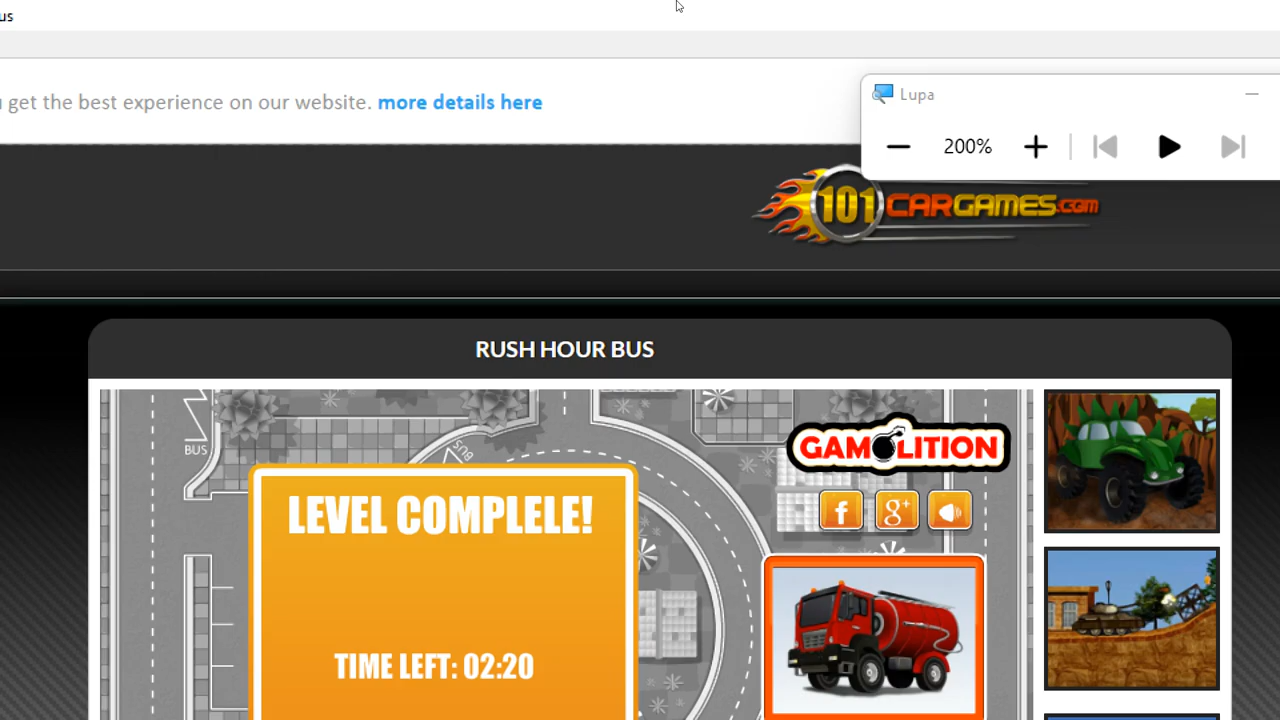 us
get the best experience on our website. more details here
Lupa
200%
101CARGAMES.com
RUSH HOUR BUS
BUS
BUS
GAMOLITION
f g+
LEVEL COMPLELE!
TIME LEFT: 02:20